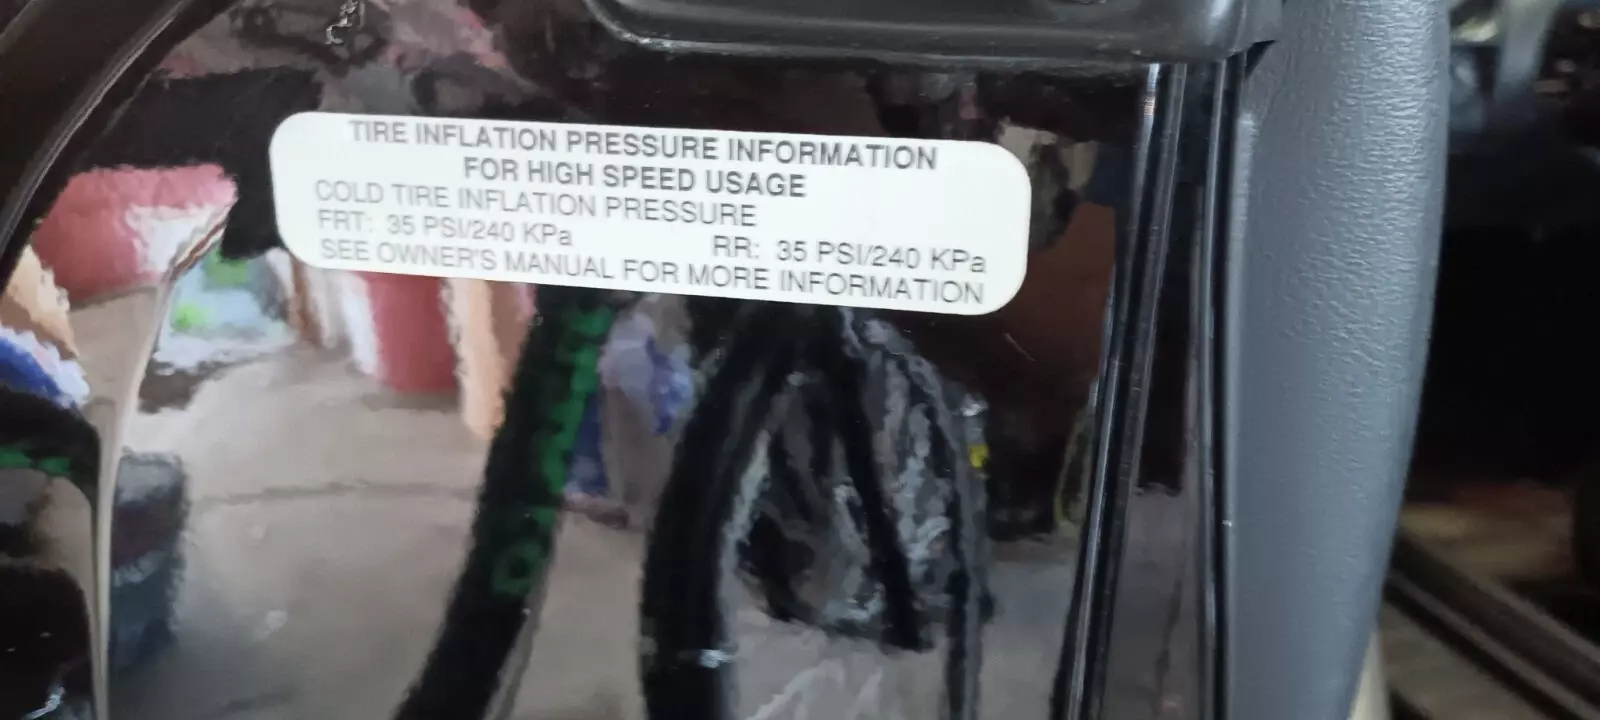 TIRE INFLATION PRESSURE INFORMATION
FOR HIGH SPEED USAGE
COLD TIRE INFLATION PRESSURE
FRT: 35 PSI/240 KPa RR: 35 PSI/240 KPa
SEE OWNER'S MANUAL FOR MORE INFORMATION